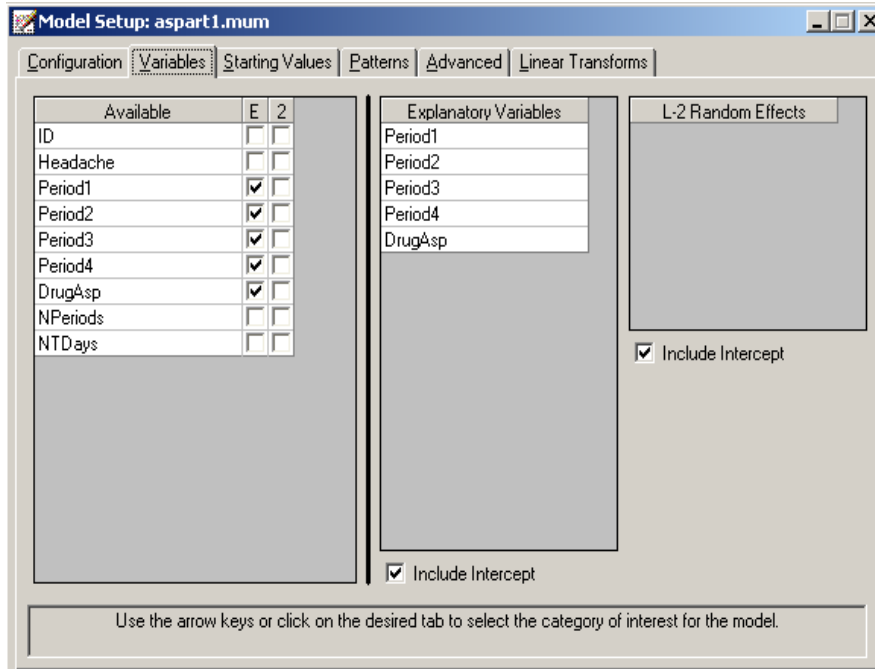 Model Setup: aspart1.mum
Configuration Variables Starting Values Patterns Advanced Linear Transforms
Available E 2
ID
Headache
Period1
Period2
Period3
Period4
DrugAsp
NPeriods
NTDays
Explanatory Variables
Period1
Period2
Period3
Period4
DrugAsp
Include Intercept
L-2 Random Effects
Include Intercept
Use the arrow keys or click on the desired tab to select the category of interest for the model.